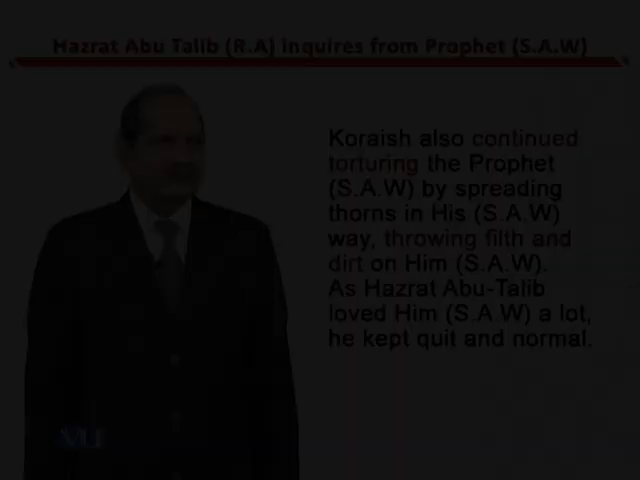 Hazrat Abu Talib (R.A) Inquires from Prophet (S.A.W)
Koraish also continued
torturing the Prophet
(S.A.W) by spreading
thorns in His (S.A.W)
way, throwing filth and
dirt on Him (S.A.W).
As Hazrat Abu-Talib
loved Him (S.A.W) a lot,
he kept quit and normal.